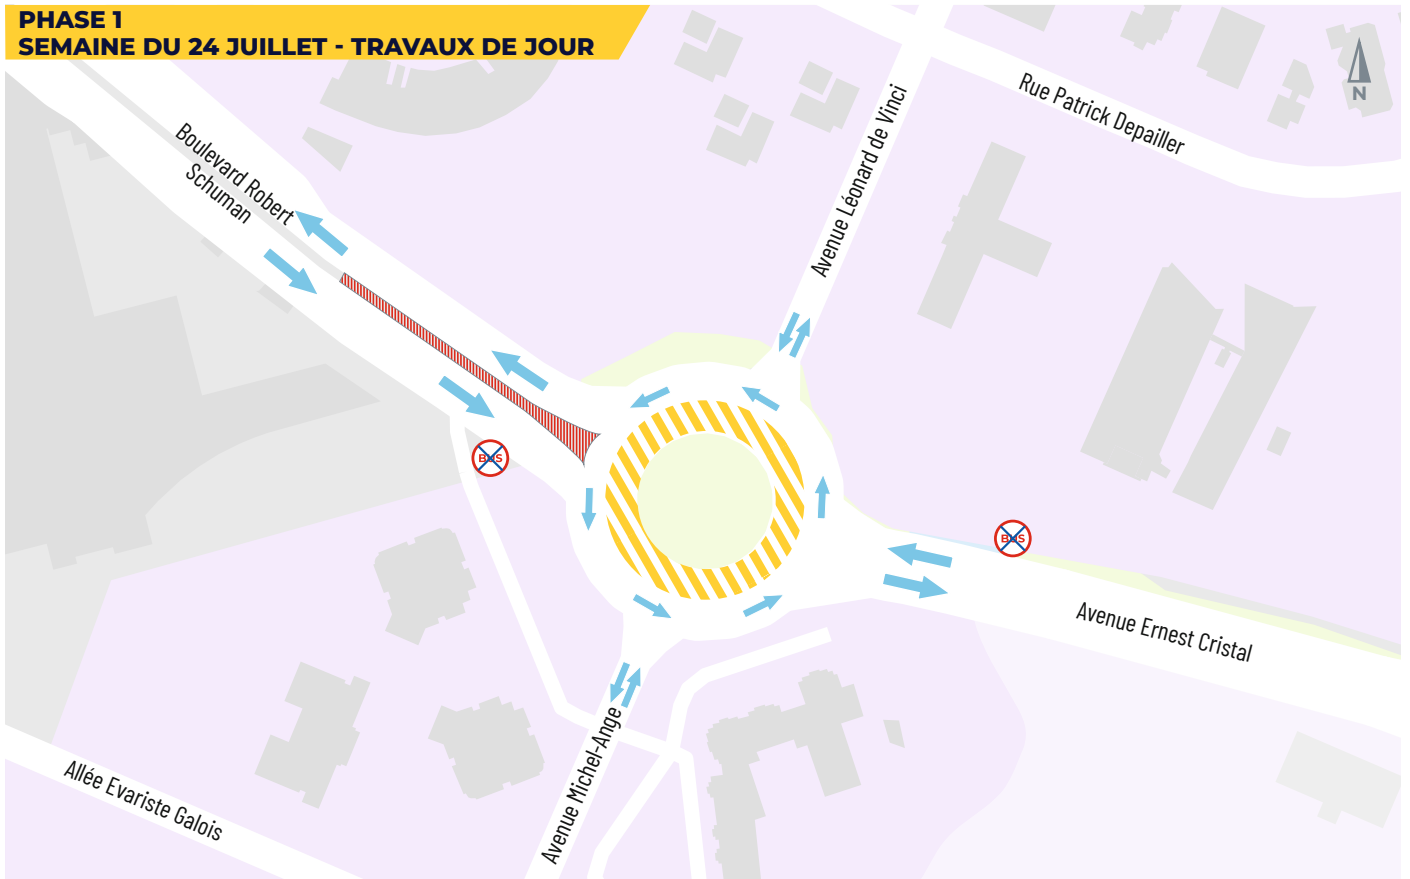 PHASE 1
SEMAINE DU 24 JUILLET - TRAVAUX DE JOUR
N
Rue Patrick Depailler
Avenue Léonard de Vinci
Boulevard Robert
Schuman
BUS
BUS
Avenue Ernest Cristal
Avenue Michel-Ange
Allée Evariste Galois